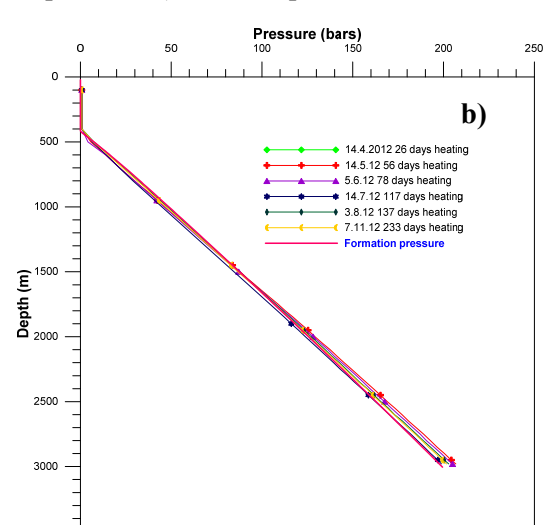 Pressure (bars)
0 50 100 150 200 250
0
b)
500
14.4.2012 26 days heating
14.5.12 56 days heating
5.6.12 78 days heating
14.7.12 117 days heating
3.8.12 137 days heating
7.11.12 233 days heating
Formation pressure
1000
1500
Depth (m)
2000
2500
3000